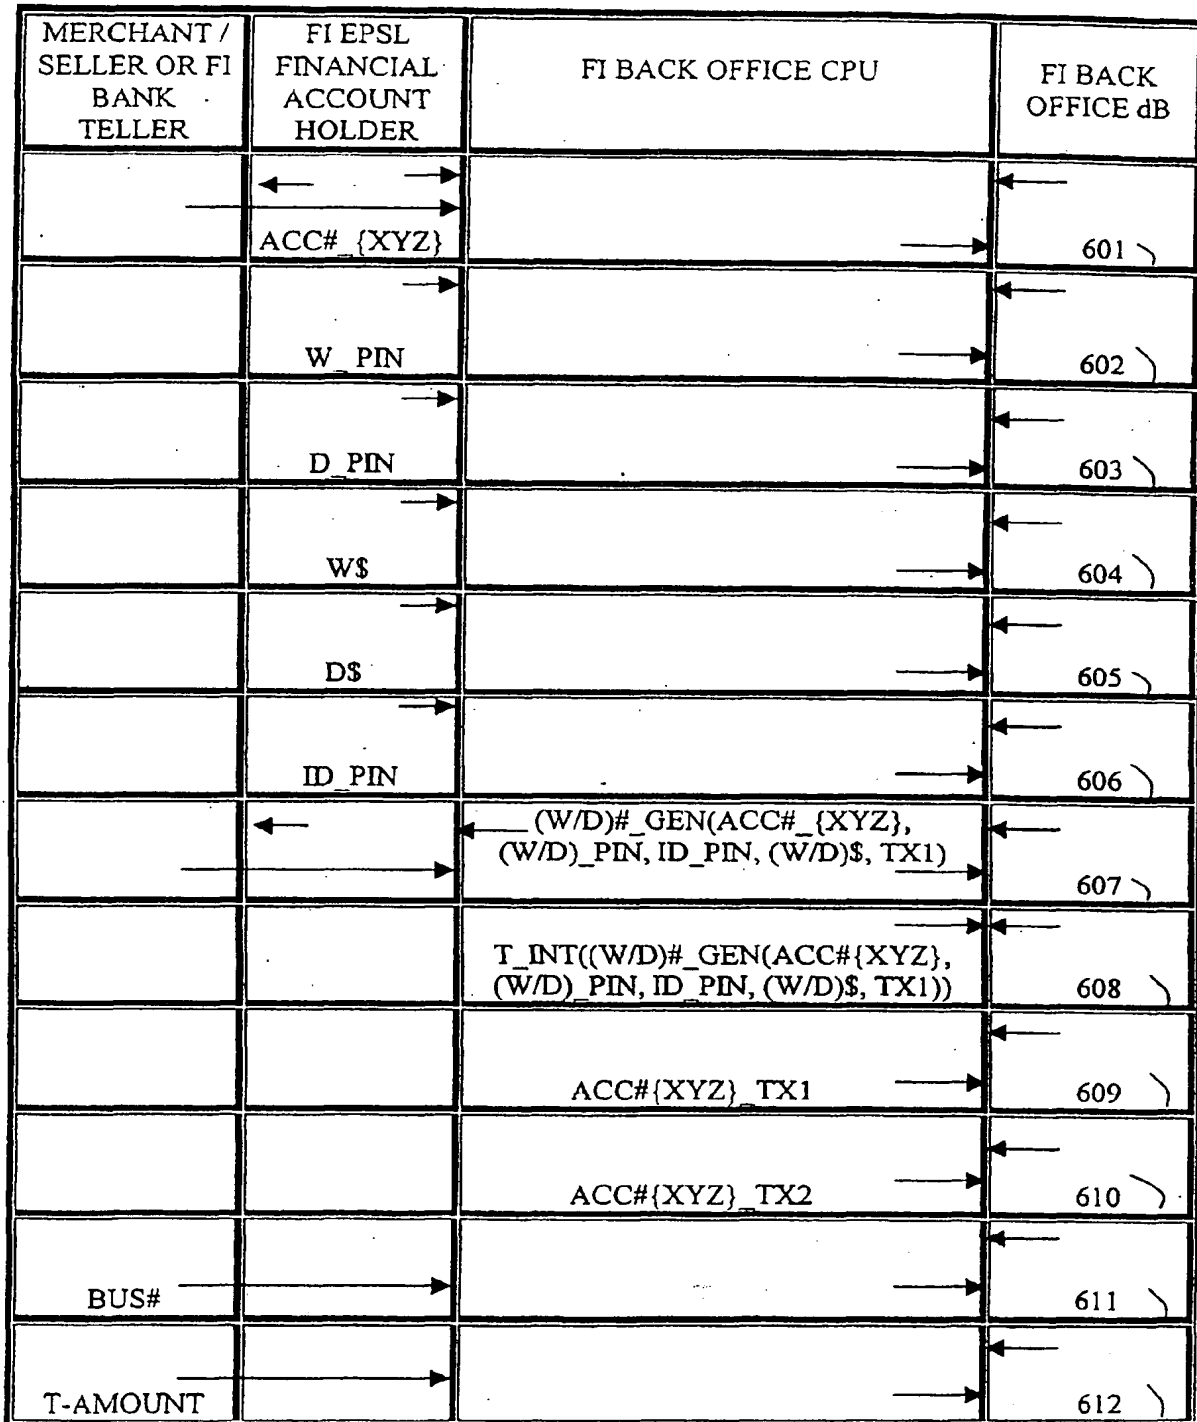 MERCHANT /
SELLER OR FI
BANK
TELLER
FI EPSL
FINANCIAL
ACCOUNT
HOLDER
FI BACK OFFICE CPU
FI BACK
OFFICE dB
ACC#_{XYZ}
601
W_PIN
602
D_PIN
603
W$
604
D$
605
ID_PIN
606
(W/D)#_GEN(ACC#_{XYZ},
(W/D)_PIN, ID_PIN, (W/D)$, TX1)
607
T_INT((W/D)#_GEN(ACC#{XYZ},
(W/D)_PIN, ID_PIN, (W/D)$, TX1))
608
ACC#{XYZ}_TX1
609
ACC#{XYZ}_TX2
610
BUS#
611
T-AMOUNT
612